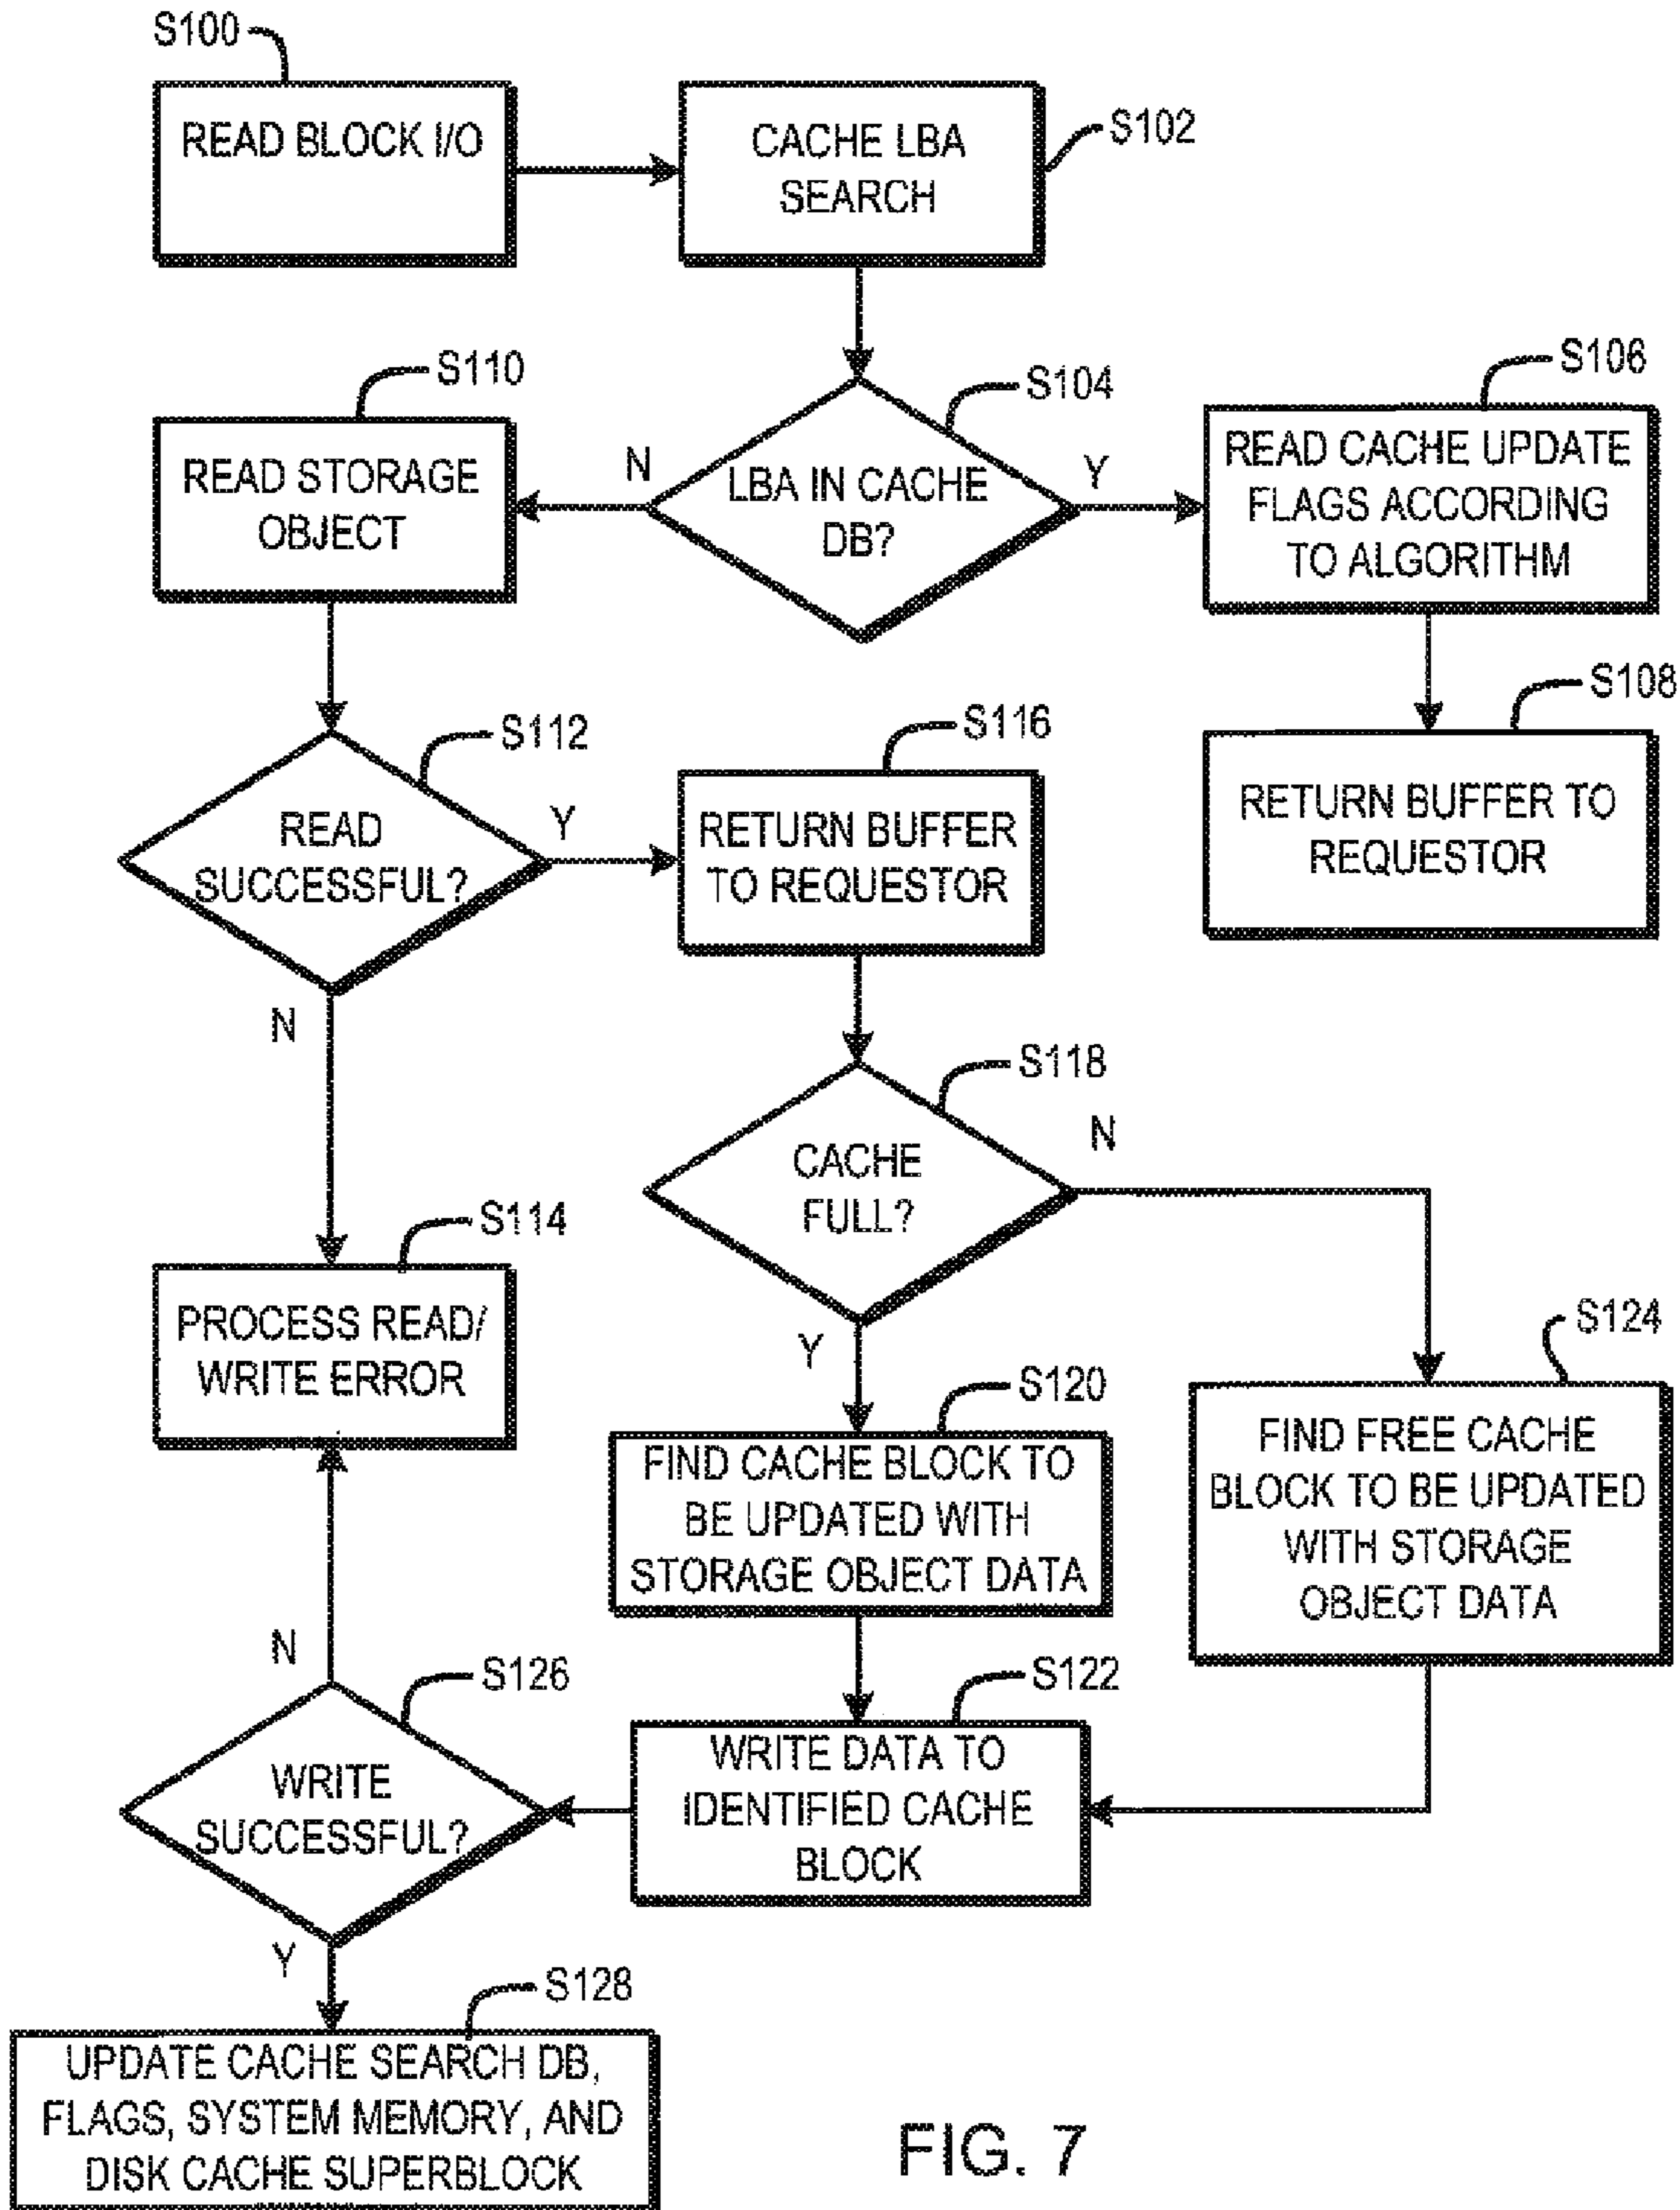 S100
READ BLOCK I/O
CACHE LBA
SEARCH
S102
S110
READ STORAGE
OBJECT
S104
N
LBA IN CACHE
DB?
Y
S106
READ CACHE UPDATE
FLAGS ACCORDING
TO ALGORITHM
S108
RETURN BUFFER TO
REQUESTOR
S112
READ
SUCCESSFUL?
Y
N
S116
RETURN BUFFER
TO REQUESTOR
S118
CACHE
FULL?
N
Y
S114
PROCESS READ/
WRITE ERROR
S120
FIND CACHE BLOCK TO
BE UPDATED WITH
STORAGE OBJECT DATA
S124
FIND FREE CACHE
BLOCK TO BE UPDATED
WITH STORAGE
OBJECT DATA
S122
WRITE DATA TO
IDENTIFIED CACHE
BLOCK
N
S126
WRITE
SUCCESSFUL?
Y
S128
UPDATE CACHE SEARCH DB,
FLAGS, SYSTEM MEMORY, AND
DISK CACHE SUPERBLOCK
FIG. 7